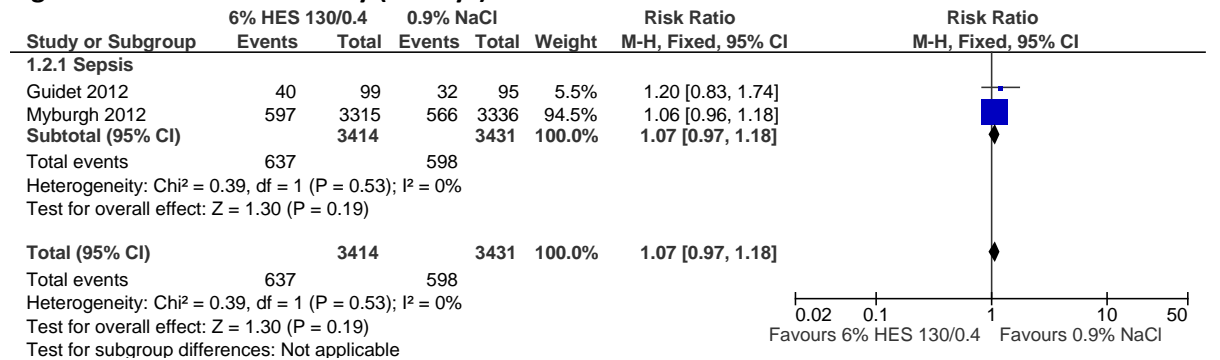 6% HES 130/0.4 0.9% NaCl Risk Ratio Risk Ratio
Study or Subgroup Events Total Events Total Weight M-H, Fixed, 95% CI M-H, Fixed, 95% CI
1.2.1 Sepsis
Guidet 2012 40 99 32 95 5.5% 1.20 [0.83, 1.74]
Myburgh 2012 597 3315 566 3336 94.5% 1.06 [0.96, 1.18]
Subtotal (95% CI) 3414 3431 100.0% 1.07 [0.97, 1.18]
Total events 637 598
Heterogeneity: Chi² = 0.39, df = 1 (P = 0.53); I² = 0%
Test for overall effect: Z = 1.30 (P = 0.19)
Total (95% CI) 3414 3431 100.0% 1.07 [0.97, 1.18]
Total events 637 598
Heterogeneity: Chi² = 0.39, df = 1 (P = 0.53); I² = 0%
Test for overall effect: Z = 1.30 (P = 0.19)
Test for subgroup differences: Not applicable
0.02 0.1 1 10 50
Favours 6% HES 130/0.4 Favours 0.9% NaCl